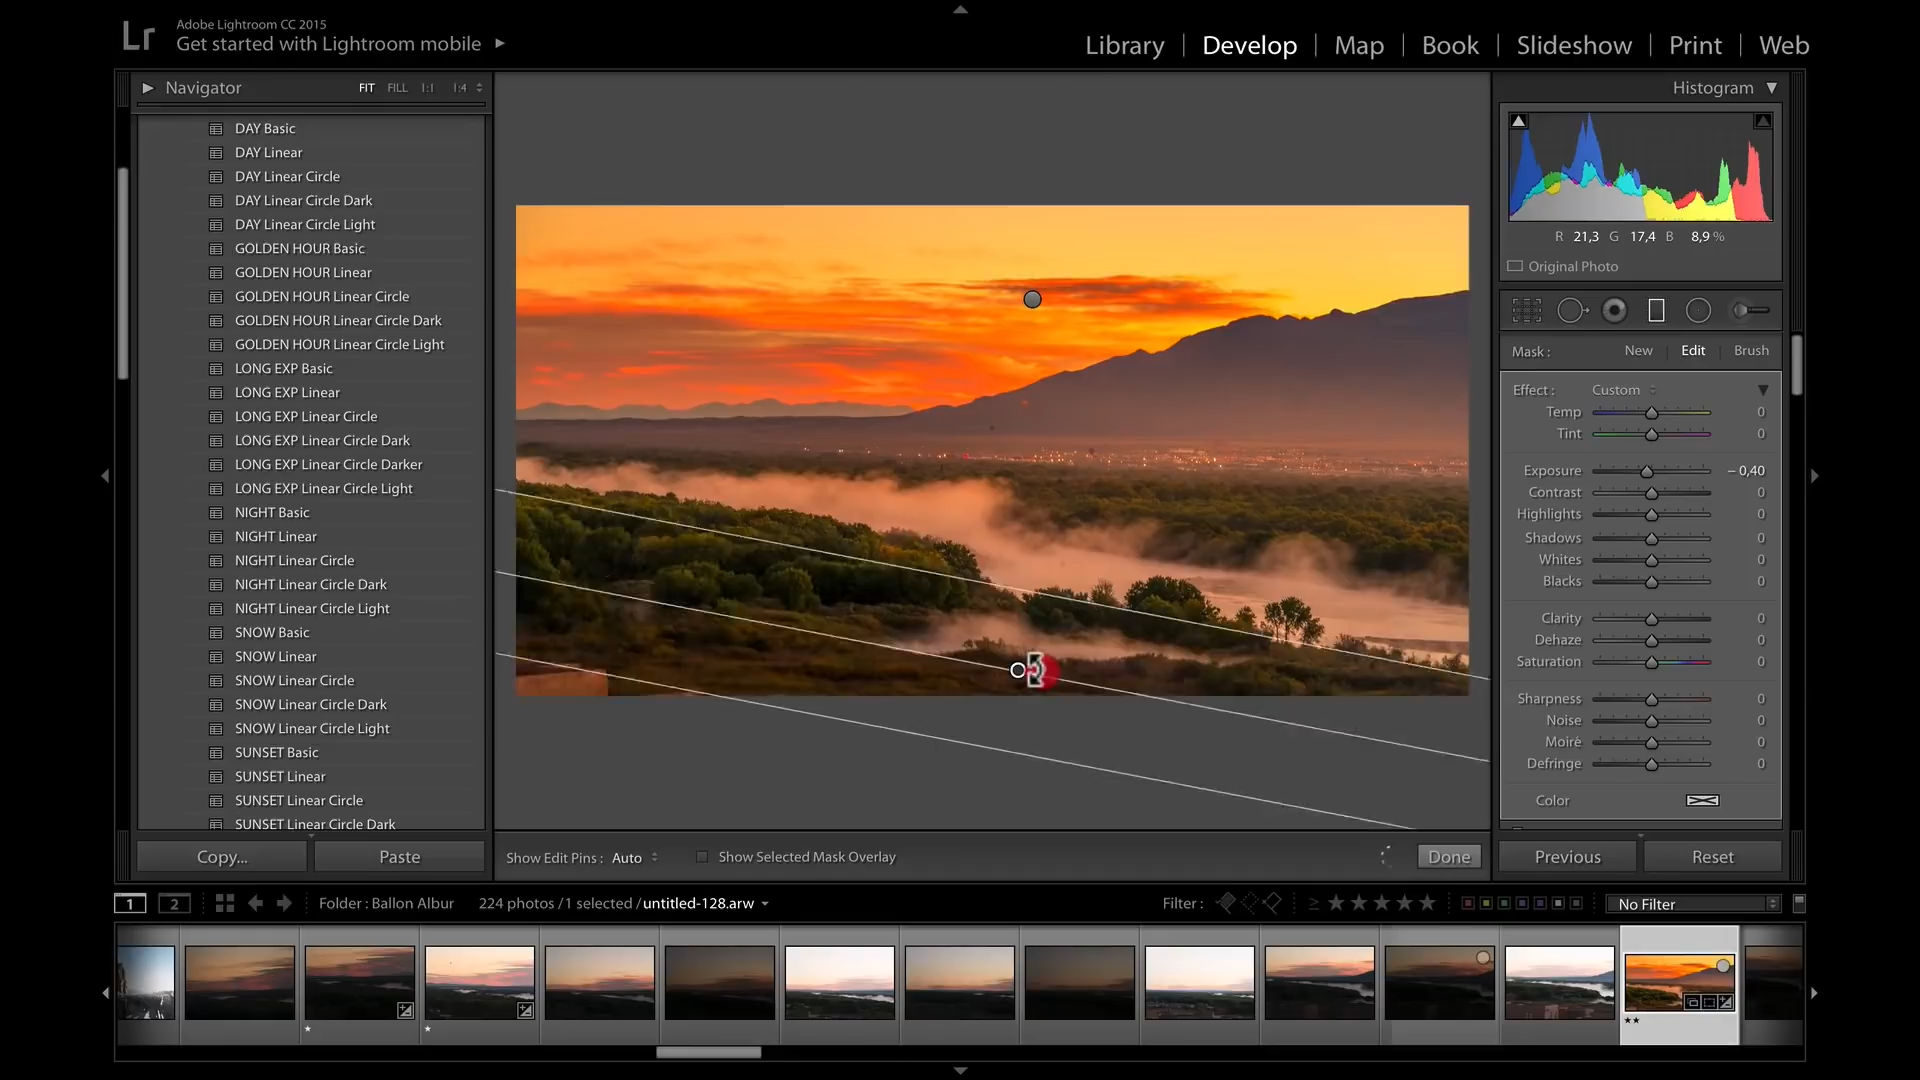 Lr
Adobe Lightroom CC 2015
Get started with Lightroom mobile
Library Develop Map Book Slideshow Print Web
Navigator FIT FILL 1:1 1:4
DAY Basic
DAY Linear
DAY Linear Circle
DAY Linear Circle Dark
DAY Linear Circle Light
GOLDEN HOUR Basic
GOLDEN HOUR Linear
GOLDEN HOUR Linear Circle
GOLDEN HOUR Linear Circle Dark
GOLDEN HOUR Linear Circle Light
LONG EXP Basic
LONG EXP Linear
LONG EXP Linear Circle
LONG EXP Linear Circle Dark
LONG EXP Linear Circle Darker
LONG EXP Linear Circle Light
NIGHT Basic
NIGHT Linear
NIGHT Linear Circle
NIGHT Linear Circle Dark
NIGHT Linear Circle Light
SNOW Basic
SNOW Linear
SNOW Linear Circle
SNOW Linear Circle Dark
SNOW Linear Circle Light
SUNSET Basic
SUNSET Linear
SUNSET Linear Circle
SUNSET Linear Circle Dark
Copy... Paste
Show Edit Pins : Auto Show Selected Mask Overlay Done
Histogram
R 21,3 G 17,4 B 8,9 %
Original Photo
Mask : New Edit Brush
Effect : Custom
Temp 0
Tint 0
Exposure – 0,40
Contrast 0
Highlights 0
Shadows 0
Whites 0
Blacks 0
Clarity 0
Dehaze 0
Saturation 0
Sharpness 0
Noise 0
Moiré 0
Defringe 0
Color
Previous Reset
1 2 Folder : Ballon Albur 224 photos /1 selected /untitled-128.arw Filter : ≥ ★★★★★ No Filter